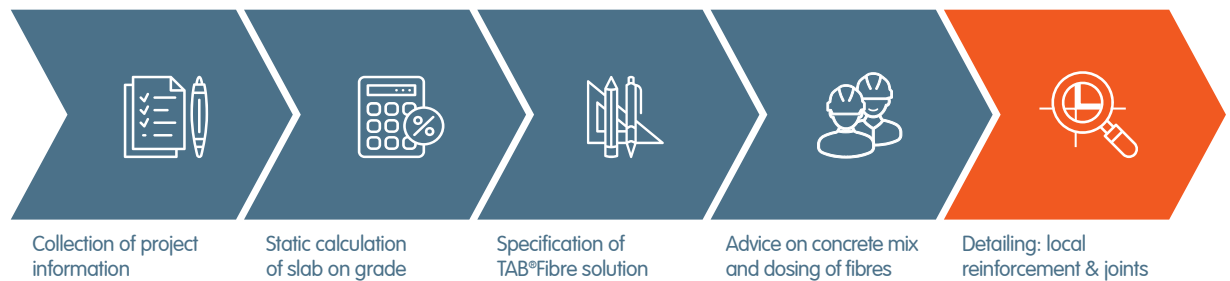 Collection of project
information
Static calculation
of slab on grade
Specification of
TAB®Fibre solution
Advice on concrete mix
and dosing of fibres
Detailing: local
reinforcement & joints